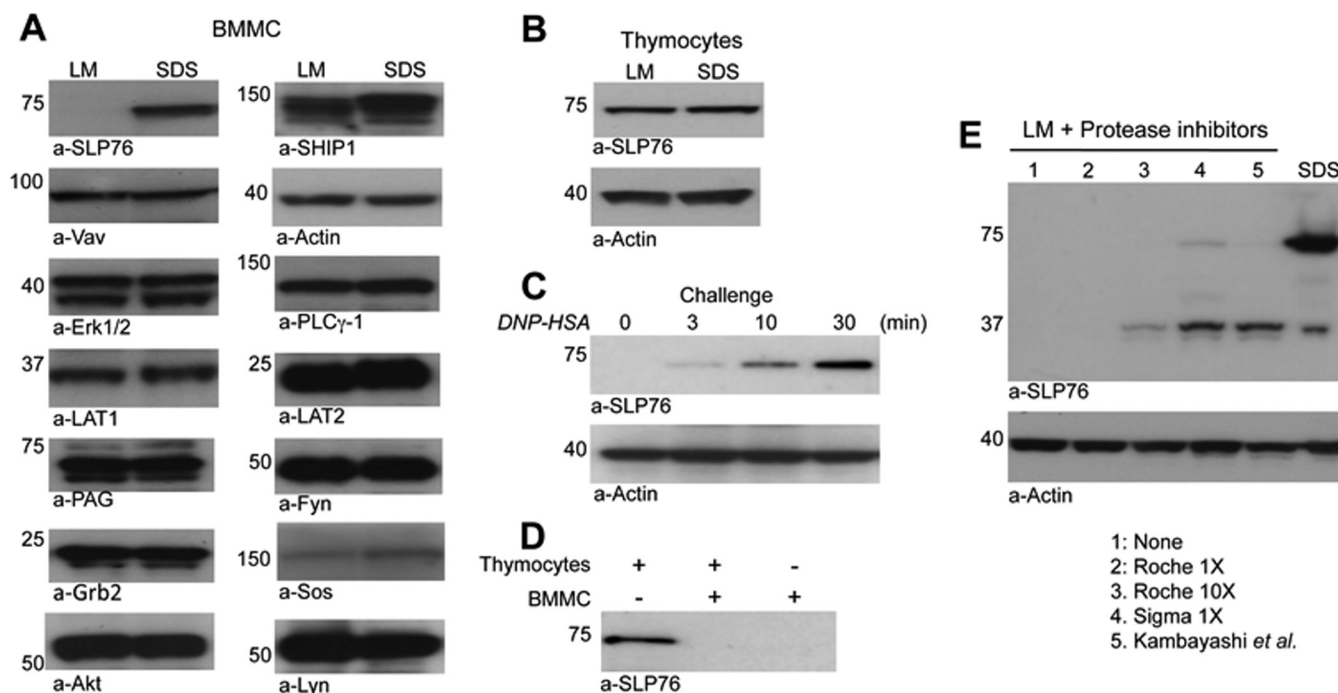 A
BMMC
LM SDS
75
a-SLP76
100
a-Vav
40
a-Erk1/2
37
a-LAT1
75
a-PAG
25
a-Grb2
50
a-Akt
LM SDS
150
a-SHIP1
40
a-Actin
150
a-PLCγ-1
25
a-LAT2
50
a-Fyn
150
a-Sos
50
a-Lyn
B
Thymocytes
LM SDS
75
a-SLP76
40
a-Actin
C
Challenge
DNP-HSA 0 3 10 30 (min)
75
a-SLP76
40
a-Actin
D
Thymocytes + + -
BMMC - + +
75
a-SLP76
E
LM + Protease inhibitors
1 2 3 4 5 SDS
75
37
a-SLP76
40
a-Actin
1: None
2: Roche 1X
3. Roche 10X
4. Sigma 1X
5. Kambayashi et al.